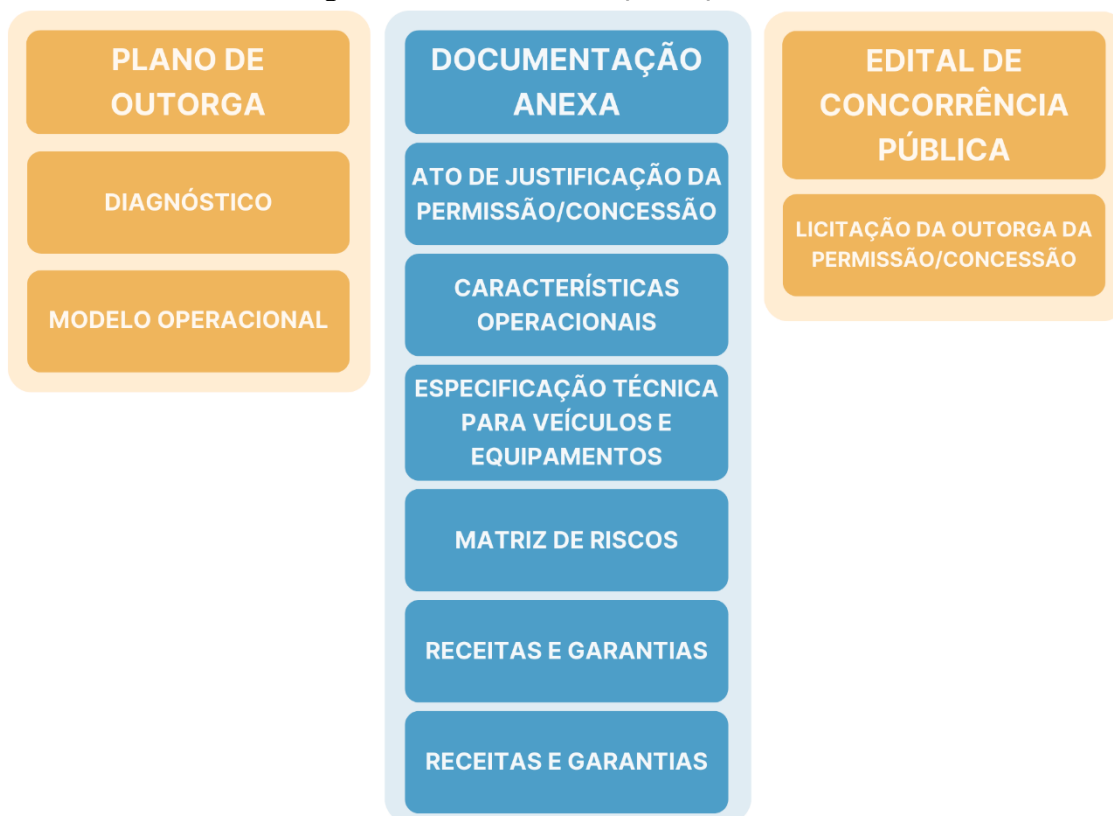 PLANO DE
OUTORGA
DIAGNÓSTICO
MODELO OPERACIONAL
DOCUMENTAÇÃO
ANEXA
ATO DE JUSTIFICAÇÃO DA
PERMISSÃO/CONCESSÃO
CARACTERÍSTICAS
OPERACIONAIS
ESPECIFICAÇÃO TÉCNICA
PARA VEÍCULOS E
EQUIPAMENTOS
MATRIZ DE RISCOS
RECEITAS E GARANTIAS
RECEITAS E GARANTIAS
EDITAL DE
CONCORRÊNCIA
PÚBLICA
LICITAÇÃO DA OUTORGA DA
PERMISSÃO/CONCESSÃO